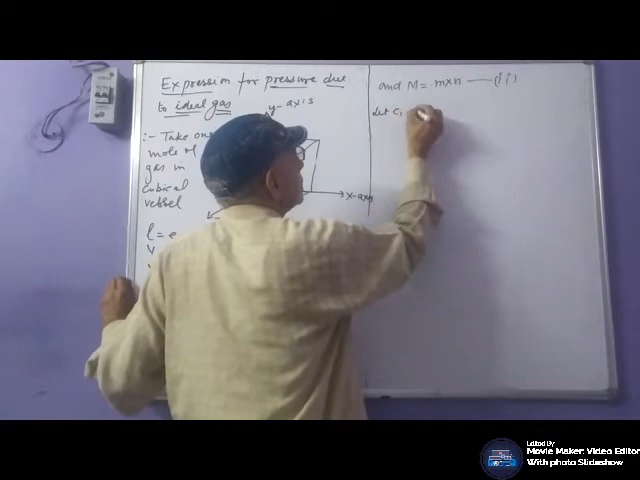 Expression for pressure due
to ideal gas
y-axis
:- Take one
mole of
gas in
cubical
vessel
x-axis
l =
V
and M = m×n —— (ii)
Let C,
Edited By
Movie Maker: Video Editor
With photo Slideshow